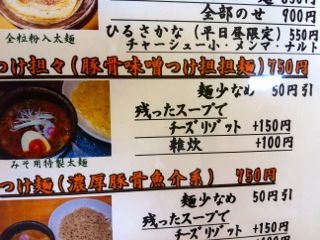 全部のせ 900円
全粒粉入太麺
ひるさかな (平日昼限定) 550円
チャーシュー小・メンマ・ナルト
つけ担々 (豚骨味噌つけ担担麺) 750円
麺少なめ 50円引
残ったスープで
チーズリゾット +150円
雑炊 +100円
みそ用特製太麺
つけ麺 (濃厚豚骨魚介系) 750円
麺少なめ 50円引
残ったスープで
チーズリゾット +150円
+100円